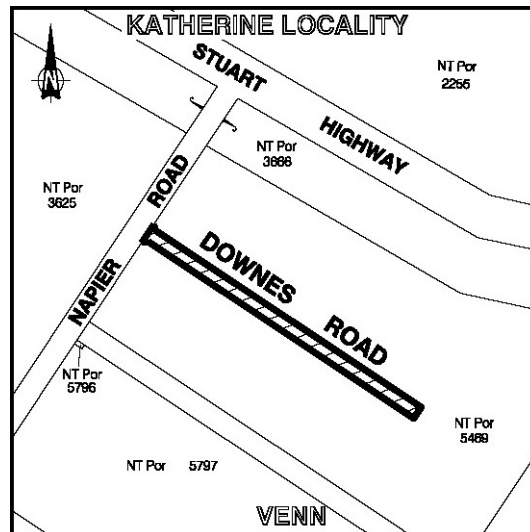 KATHERINE LOCALITY
STUART
HIGHWAY
NT Por
2255
N
NT Por
3666
NT Por
3625
NAPIER ROAD
DOWNES ROAD
NT Por
5796
NT Por
5469
NT Por 5797
VENN